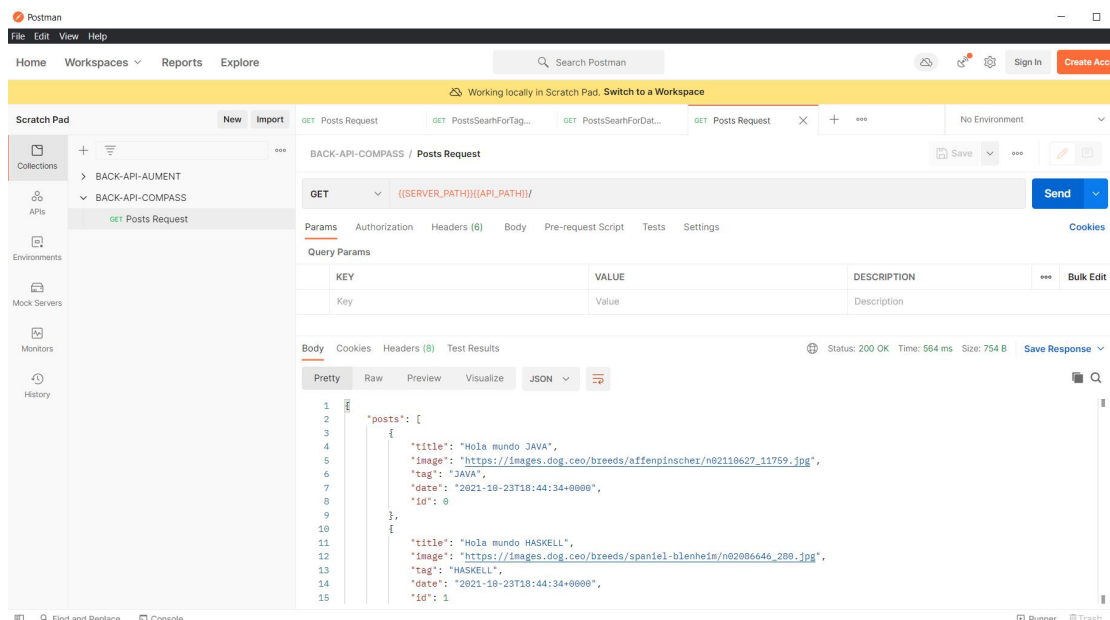 Postman
File Edit View Help
Home Workspaces Reports Explore
Search Postman
Sign In
Create Acc
Working locally in Scratch Pad. Switch to a Workspace
Scratch Pad
New Import
GET Posts Request
GET PostsSearhForTag...
GET PostsSearhForDat...
GET Posts Request
No Environment
Collections
APIs
Environments
Mock Servers
Monitors
History
BACK-API-AUMENT
BACK-API-COMPASS
GET Posts Request
BACK-API-COMPASS / Posts Request
Save
GET {{SERVER_PATH}}{{API_PATH}}/
Send
Params Authorization Headers (6) Body Pre-request Script Tests Settings
Cookies
Query Params
KEY VALUE DESCRIPTION
Bulk Edit
Key Value Description
Body Cookies Headers (8) Test Results
Status: 200 OK Time: 564 ms Size: 754 B Save Response
Pretty Raw Preview Visualize JSON
1 {
2 "posts": [
3 {
4 "title": "Hola mundo JAVA",
5 "image": "https://images.dog.ceo/breeds/affenpinscher/n02110627_11759.jpg",
6 "tag": "JAVA",
7 "date": "2021-10-23T18:44:34+0000",
8 "id": 0
9 },
10 {
11 "title": "Hola mundo HASKELL",
12 "image": "https://images.dog.ceo/breeds/spaniel-blenheim/n02086646_280.jpg",
13 "tag": "HASKELL",
14 "date": "2021-10-23T18:44:34+0000",
15 "id": 1
Find and Replace Console
Runner Trash